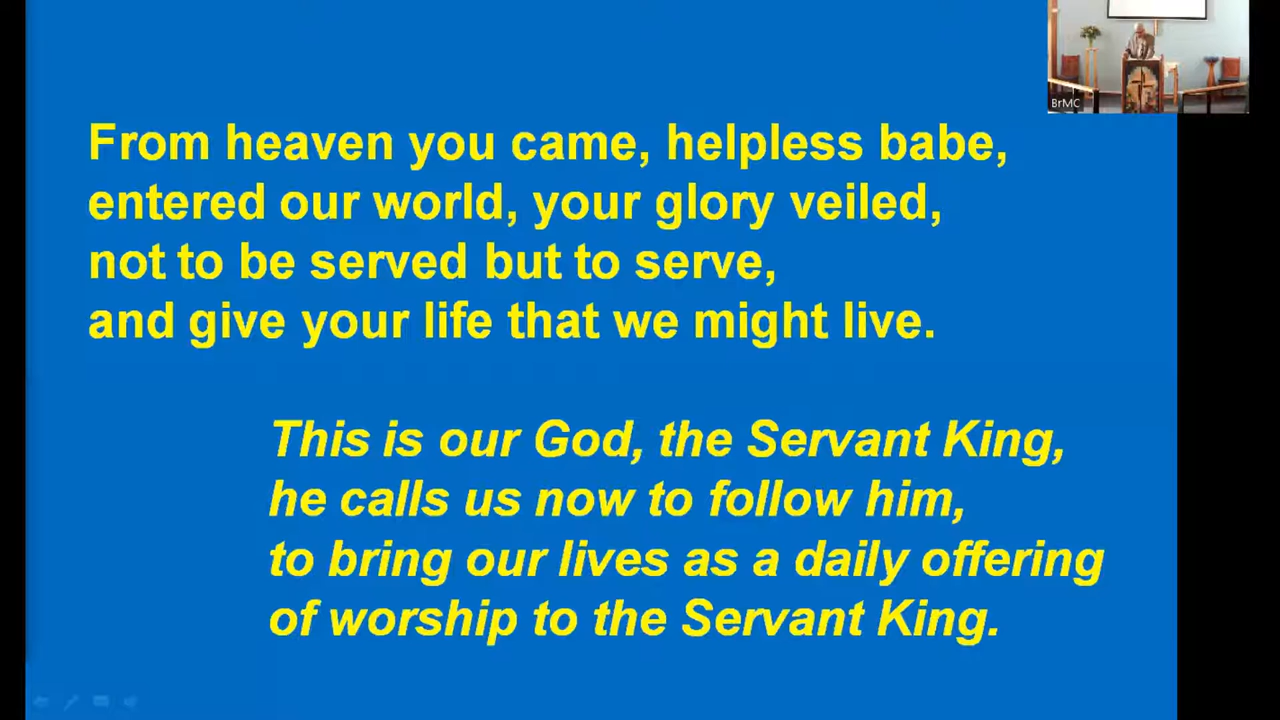 BrMC
From heaven you came, helpless babe,
entered our world, your glory veiled,
not to be served but to serve,
and give your life that we might live.
This is our God, the Servant King,
he calls us now to follow him,
to bring our lives as a daily offering
of worship to the Servant King.